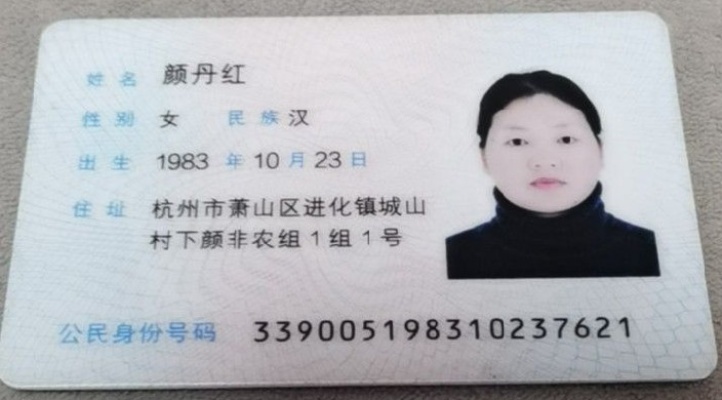 姓名 颜丹红
性别 女 民族 汉
出生 1983 年 10 月 23 日
住址 杭州市萧山区进化镇城山
村下颜非农组1组1号
公民身份号码 339005198310237621